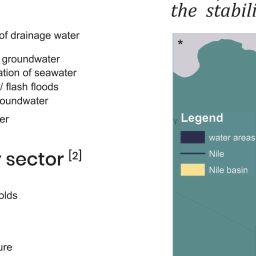 of drainage water
groundwater
ation of seawater
/ flash floods
oundwater
er
sector [2]
olds
ure
the stabili
*
Legend
water areas
Nile
Nile basin